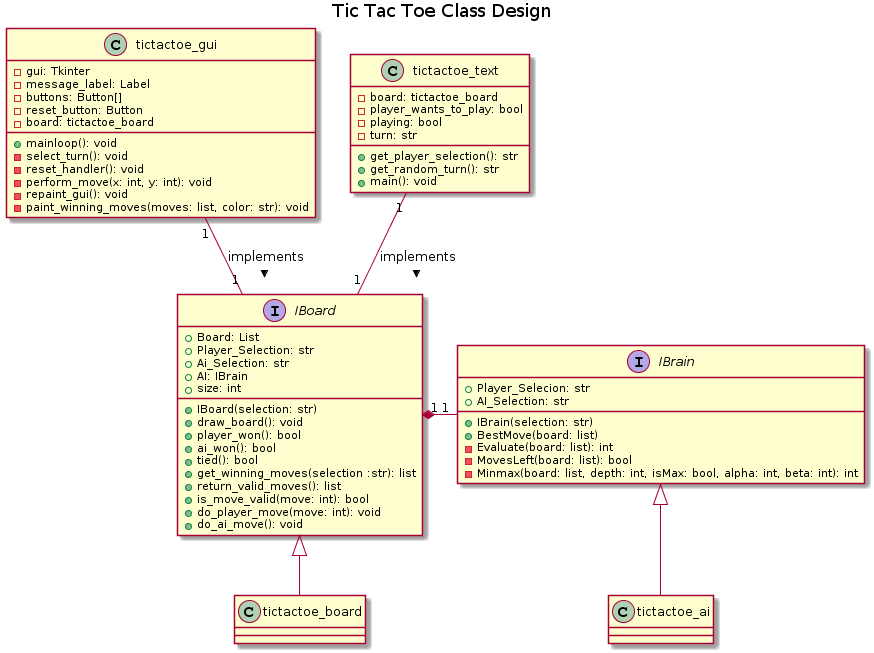 Tic Tac Toe Class Design
C tictactoe_gui
gui: Tkinter
message_label: Label
buttons: Button[]
reset_button: Button
board: tictactoe_board
mainloop(): void
select_turn(): void
reset_handler(): void
perform_move(x: int, y: int): void
repaint_gui(): void
paint_winning_moves(moves: list, color: str): void
C tictactoe_text
board: tictactoe_board
player_wants_to_play: bool
playing: bool
turn: str
get_player_selection(): str
get_random_turn(): str
main(): void
1
1
implements
implements
1
1
I IBoard
Board: List
Player_Selection: str
Ai_Selection: str
AI: IBrain
size: int
IBoard(selection: str)
draw_board(): void
player_won(): bool
ai_won(): bool
tied(): bool
get_winning_moves(selection :str): list
return_valid_moves(): list
is_move_valid(move: int): bool
do_player_move(move: int): void
do_ai_move(): void
1 1
I IBrain
Player_Selecion: str
AI_Selection: str
IBrain(selection: str)
BestMove(board: list)
Evaluate(board: list): int
MovesLeft(board: list): bool
Minmax(board: list, depth: int, isMax: bool, alpha: int, beta: int): int
C tictactoe_board
C tictactoe_ai